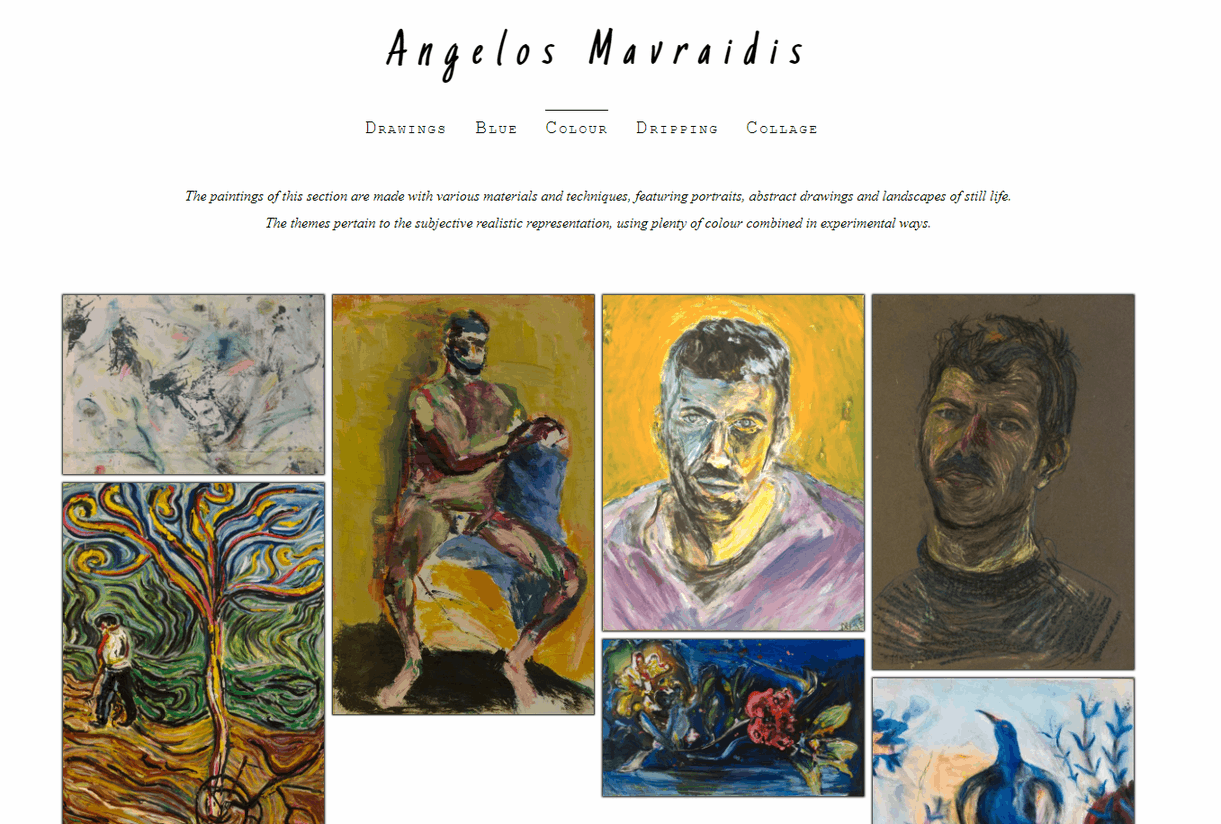 Angelos Mavraidis
Drawings Blue Colour Dripping Collage
The paintings of this section are made with various materials and techniques, featuring portraits, abstract drawings and landscapes of still life.
The themes pertain to the subjective realistic representation, using plenty of colour combined in experimental ways.